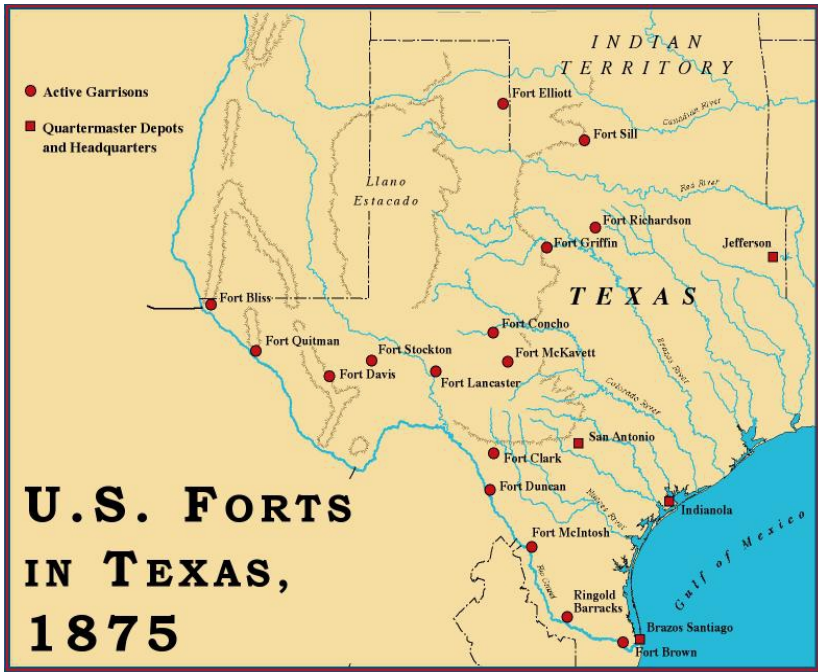 INDIAN
TERRITORY
Active Garrisons
Quartermaster Depots
and Headquarters
Fort Elliott
Canadian River
Fort Sill
Llano
Estacado
Red River
Fort Richardson
Fort Griffin
Jefferson
TEXAS
Fort Bliss
Fort Concho
Fort Quitman
Fort Stockton
Fort McKavett
Brazos River
Fort Davis
Fort Lancaster
Colorado River
San Antonio
Fort Clark
Fort Duncan
Nueces River
Indianola
U.S. FORTS
IN TEXAS,
1875
Fort McIntosh
Gulf of Mexico
Rio Grand
Ringold
Barracks
Brazos Santiago
Fort Brown